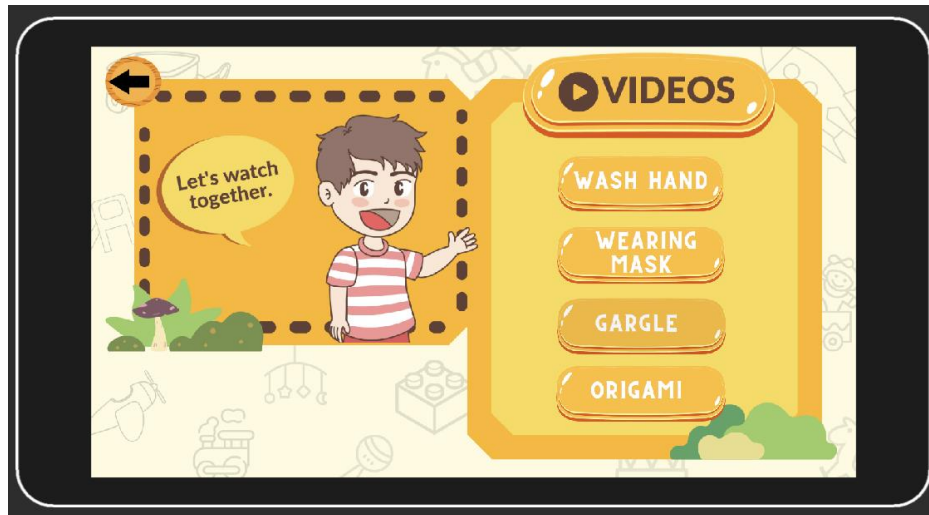 Let's watch
together.
VIDEOS
WASH HAND
WEARING
MASK
GARGLE
ORIGAMI